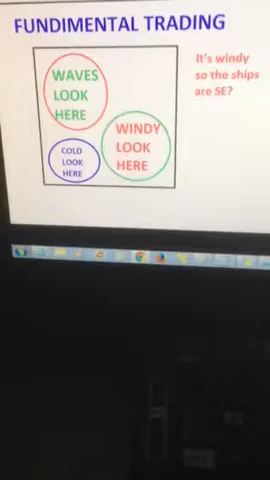 FUNDIMENTAL TRADING
WAVES
LOOK
HERE
WINDY
LOOK
HERE
COLD
LOOK
HERE
It's windy
so the ships
are SE?